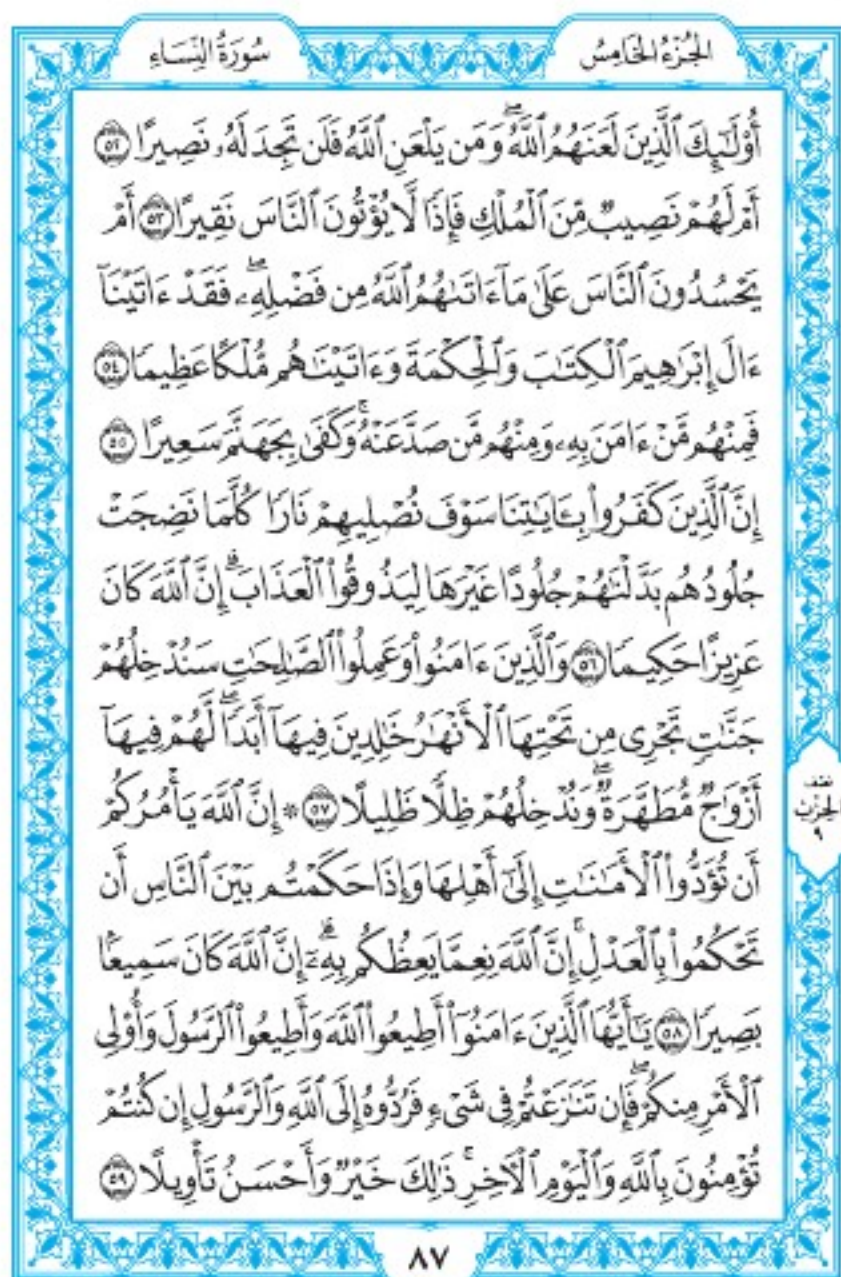 الجُزْءُ الخَامِسُ
سُورَةُ النِّسَاءِ
أُوْلَٰٓئِكَ ٱلَّذِينَ لَعَنَهُمُ ٱللَّهُۖ وَمَن يَلْعَنِ ٱللَّهُ فَلَن تَجِدَ لَهُۥ نَصِيرًا ٥٢
أَمْ لَهُمْ نَصِيبٌ مِّنَ ٱلْمُلْكِ فَإِذًا لَّا يُؤْتُونَ ٱلنَّاسَ نَقِيرًا ٥٣ أَمْ
يَحْسُدُونَ ٱلنَّاسَ عَلَىٰ مَآ ءَاتَىٰهُمُ ٱللَّهُ مِن فَضْلِهِۦۖ فَقَدْ ءَاتَيْنَآ
ءَالَ إِبْرَٰهِيمَ ٱلْكِتَٰبَ وَٱلْحِكْمَةَ وَءَاتَيْنَٰهُم مُّلْكًا عَظِيمًا ٥٤
فَمِنْهُم مَّنْ ءَامَنَ بِهِۦ وَمِنْهُم مَّن صَدَّ عَنْهُۚ وَكَفَىٰ بِجَهَنَّمَ سَعِيرًا ٥٥
إِنَّ ٱلَّذِينَ كَفَرُواْ بِـَٔايَٰتِنَا سَوْفَ نُصْلِيهِمْ نَارًا كُلَّمَا نَضِجَتْ
جُلُودُهُم بَدَّلْنَٰهُمْ جُلُودًا غَيْرَهَا لِيَذُوقُواْ ٱلْعَذَابَۗ إِنَّ ٱللَّهَ كَانَ
عَزِيزًا حَكِيمًا ٥٦ وَٱلَّذِينَ ءَامَنُواْ وَعَمِلُواْ ٱلصَّٰلِحَٰتِ سَنُدْخِلُهُمْ
جَنَّٰتٍ تَجْرِى مِن تَحْتِهَا ٱلْأَنْهَٰرُ خَٰلِدِينَ فِيهَآ أَبَدًاۖ لَّهُمْ فِيهَآ
أَزْوَٰجٌ مُّطَهَّرَةٌۖ وَنُدْخِلُهُمْ ظِلًّا ظَلِيلًا ٥٧ ۞ إِنَّ ٱللَّهَ يَأْمُرُكُمْ
أَن تُؤَدُّواْ ٱلْأَمَٰنَٰتِ إِلَىٰٓ أَهْلِهَا وَإِذَا حَكَمْتُم بَيْنَ ٱلنَّاسِ أَن
تَحْكُمُواْ بِٱلْعَدْلِۚ إِنَّ ٱللَّهَ نِعِمَّا يَعِظُكُم بِهِۦٓۗ إِنَّ ٱللَّهَ كَانَ سَمِيعًۢا
بَصِيرًا ٥٨ يَٰٓأَيُّهَا ٱلَّذِينَ ءَامَنُوٓاْ أَطِيعُواْ ٱللَّهَ وَأَطِيعُواْ ٱلرَّسُولَ وَأُوْلِى
ٱلْأَمْرِ مِنكُمْۖ فَإِن تَنَٰزَعْتُمْ فِى شَىْءٍ فَرُدُّوهُ إِلَى ٱللَّهِ وَٱلرَّسُولِ إِن كُنتُمْ
تُؤْمِنُونَ بِٱللَّهِ وَٱلْيَوْمِ ٱلْءَاخِرِۚ ذَٰلِكَ خَيْرٌ وَأَحْسَنُ تَأْوِيلًا ٥٩
نصف
الحزب
٩
٨٧